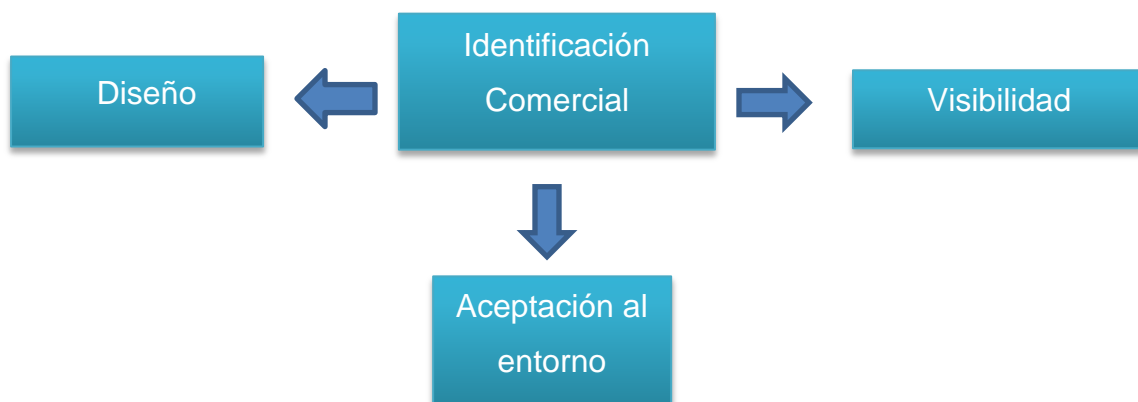 Identificación
Comercial
Diseño
Visibilidad
Aceptación al
entorno